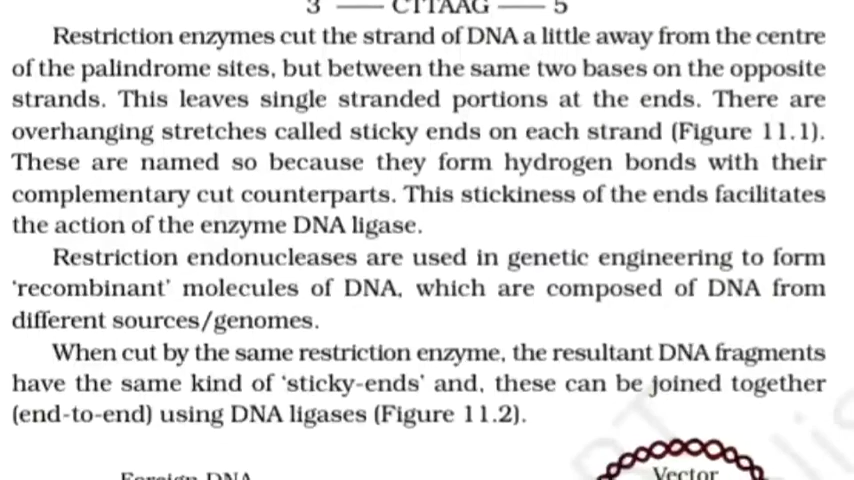 3 —— CTTAAG —— 5
Restriction enzymes cut the strand of DNA a little away from the centre
of the palindrome sites, but between the same two bases on the opposite
strands. This leaves single stranded portions at the ends. There are
overhanging stretches called sticky ends on each strand (Figure 11.1).
These are named so because they form hydrogen bonds with their
complementary cut counterparts. This stickiness of the ends facilitates
the action of the enzyme DNA ligase.
Restriction endonucleases are used in genetic engineering to form
‘recombinant’ molecules of DNA, which are composed of DNA from
different sources/genomes.
When cut by the same restriction enzyme, the resultant DNA fragments
have the same kind of ‘sticky-ends’ and, these can be joined together
(end-to-end) using DNA ligases (Figure 11.2).
Foreign DNA
Vector